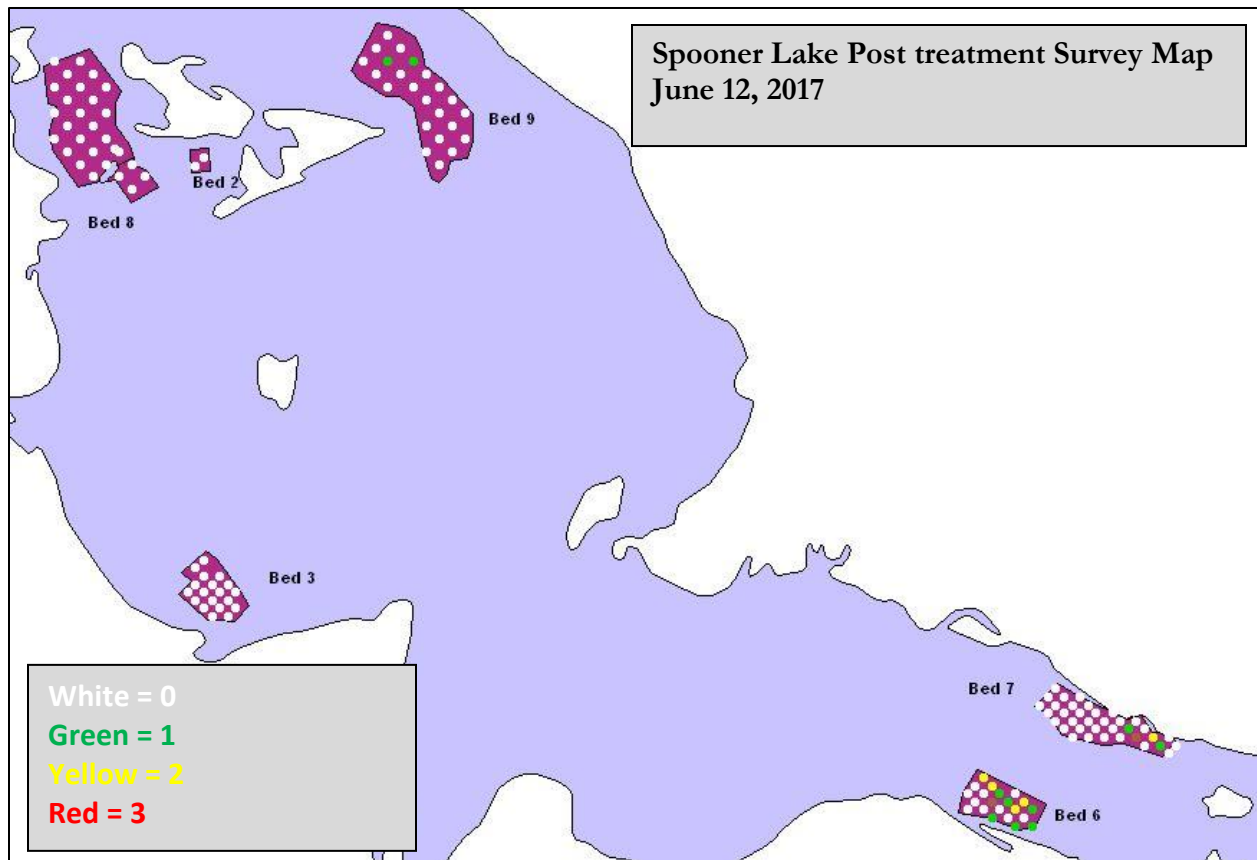 Spooner Lake Post treatment Survey Map
June 12, 2017
Bed 9
Bed 2
Bed 8
Bed 3
White = 0
Green = 1
Yellow = 2
Red = 3
Bed 7
Bed 6